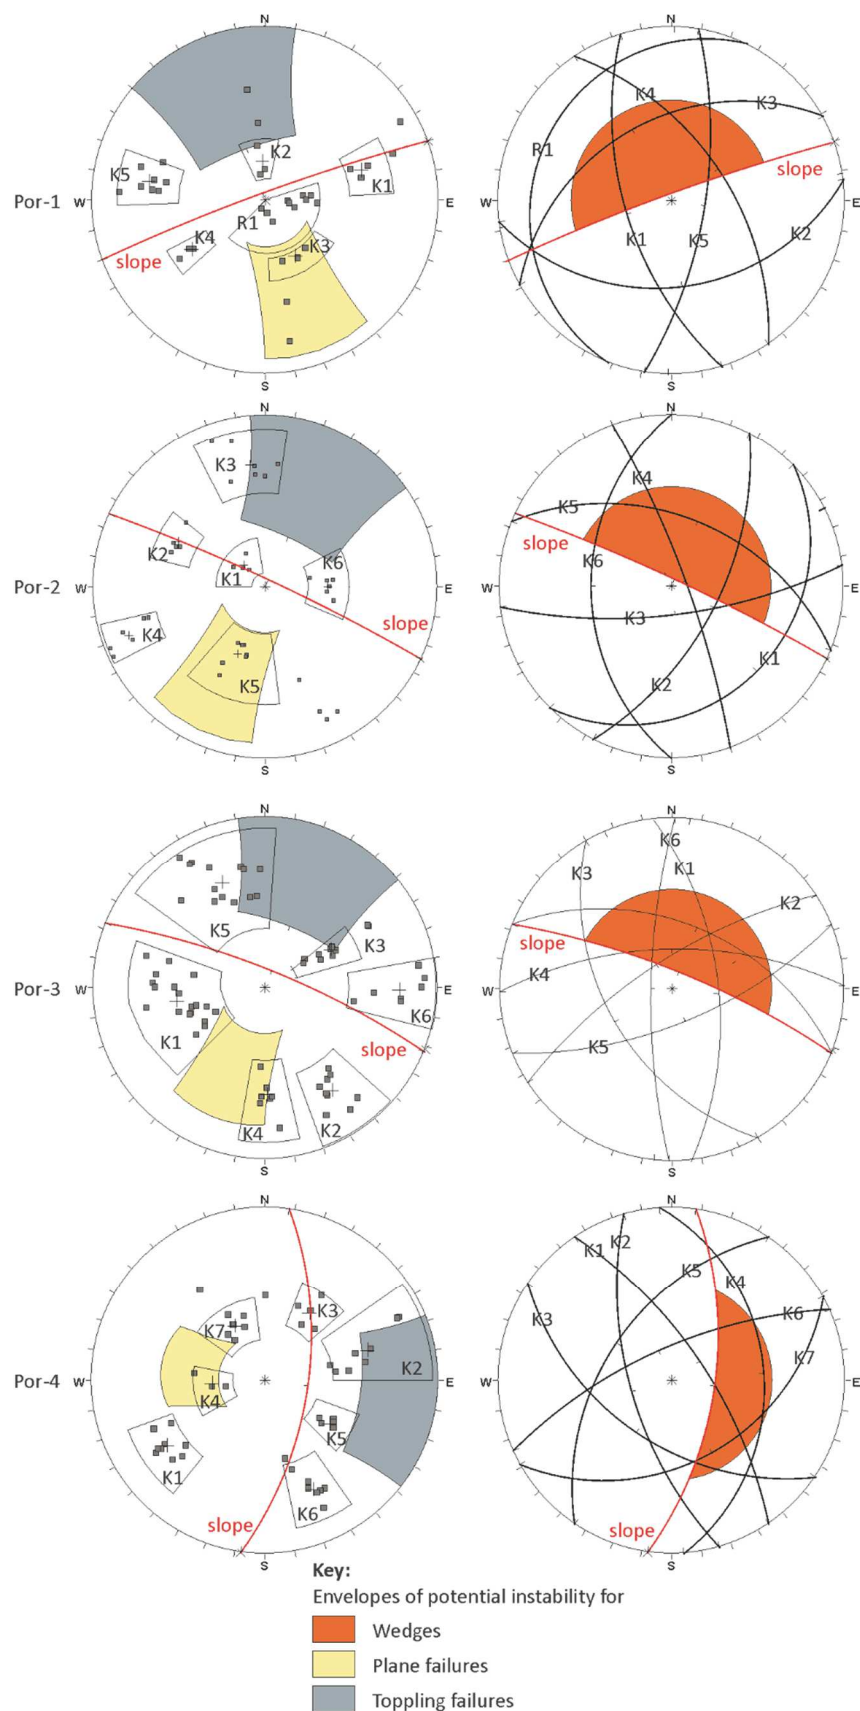 N
N
K2
K5
K1
Por-1
W
E
R1
K4
K3
slope
S
K4
K3
R1
slope
W
E
K1
K5
K2
S
N
N
K3
K2
K1
K6
Por-2
W
E
slope
K4
K5
S
K4
K5
slope
K6
W
E
K3
K1
K2
S
N
N
K5
K3
Por-3
W
E
K6
K1
slope
K4
K2
S
K6
K3
K1
K2
slope
K4
W
E
K5
S
N
N
K3
K7
K2
Por-4
W
E
K4
K5
K1
K6
slope
S
K2
K1
K5
K4
K3
K6
K7
W
E
slope
S
Key:
Envelopes of potential instability for
Wedges
Plane failures
Toppling failures